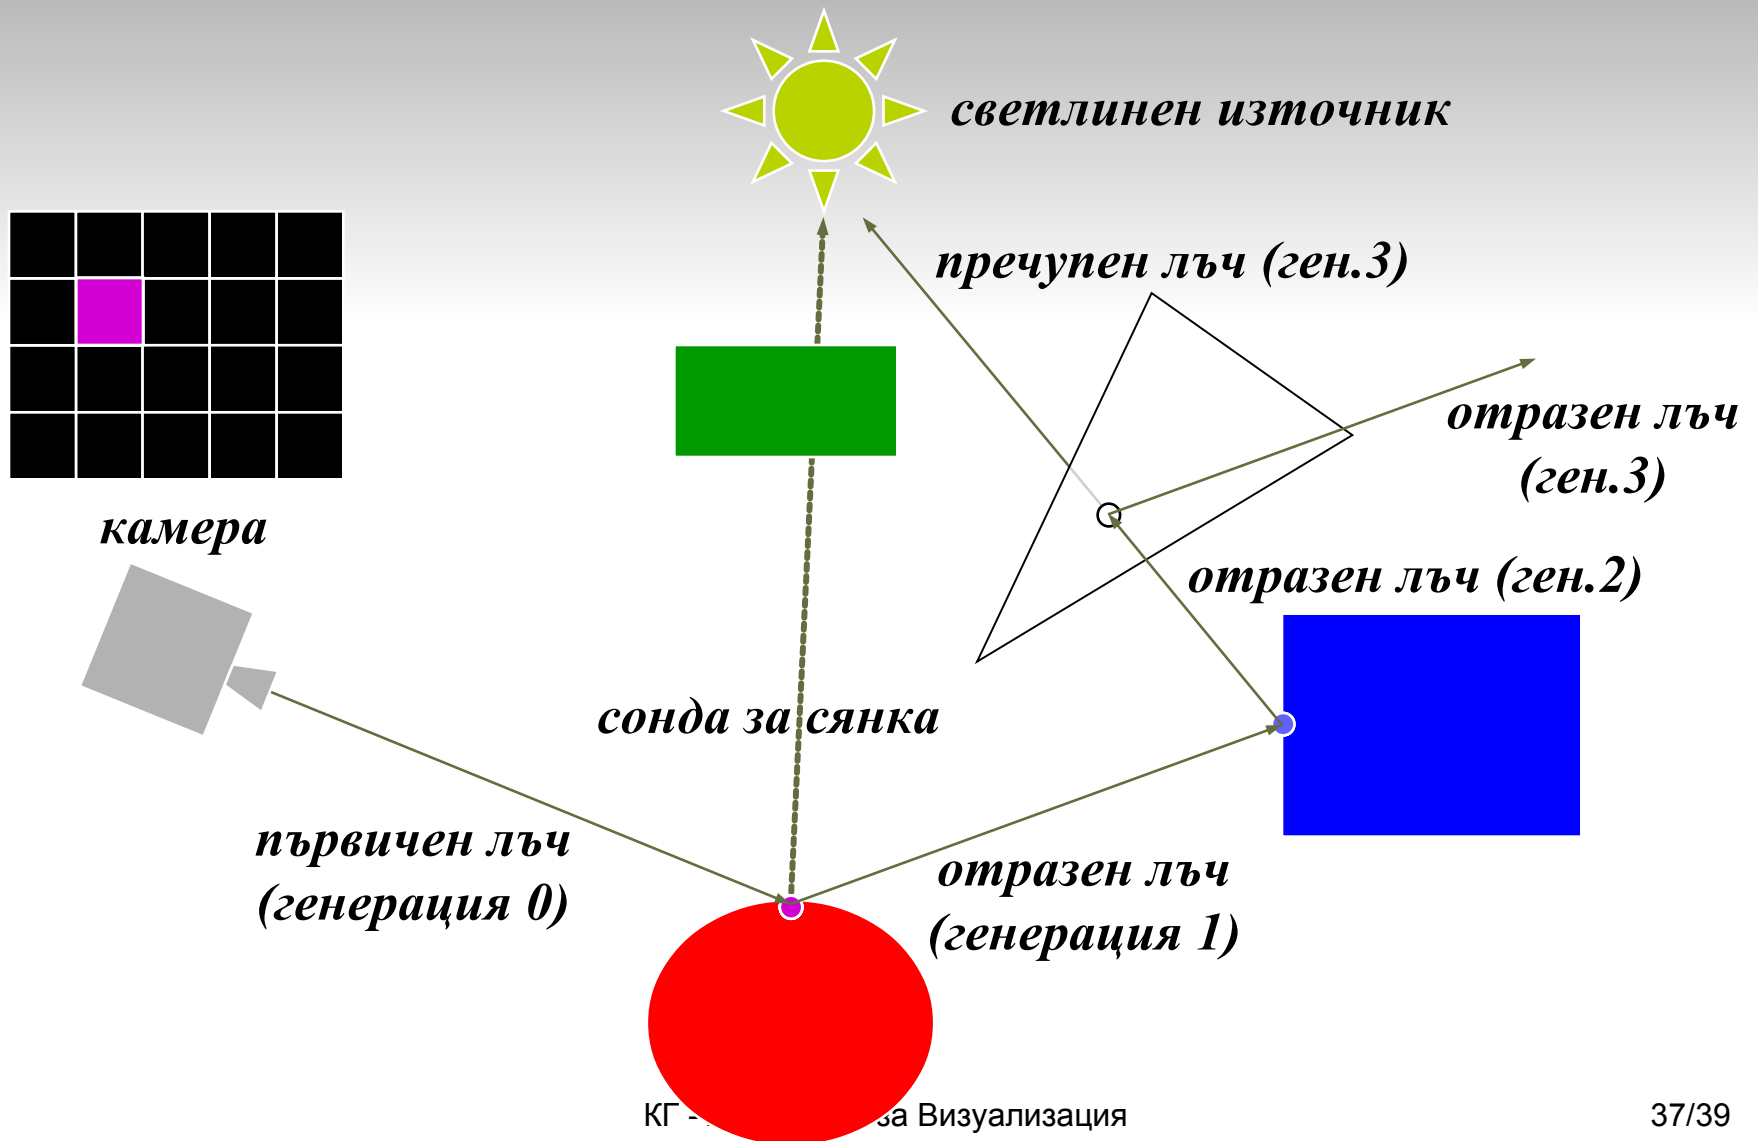 светлинен източник
пречупен лъч (ген.3)
отразен лъч
(ген.3)
камера
отразен лъч (ген.2)
сонда за сянка
първичен лъч
(генерация 0)
отразен лъч
(генерация 1)
КГ - за Визуализация
37/39